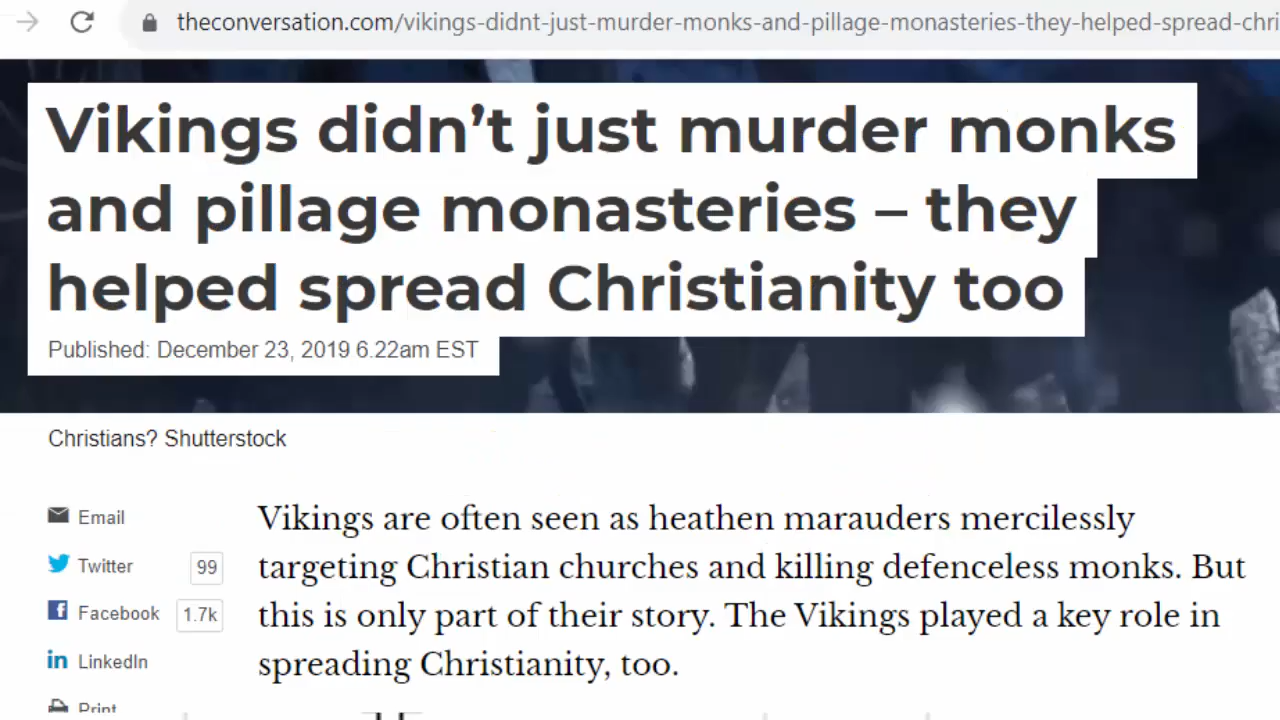 theconversation.com/vikings-didnt-just-murder-monks-and-pillage-monasteries-they-helped-spread-chri
Vikings didn’t just murder monks
and pillage monasteries – they
helped spread Christianity too
Published: December 23, 2019 6.22am EST
Christians? Shutterstock
Email
Twitter 99
Facebook 1.7k
LinkedIn
Print
Vikings are often seen as heathen marauders mercilessly
targeting Christian churches and killing defenceless monks. But
this is only part of their story. The Vikings played a key role in
spreading Christianity, too.